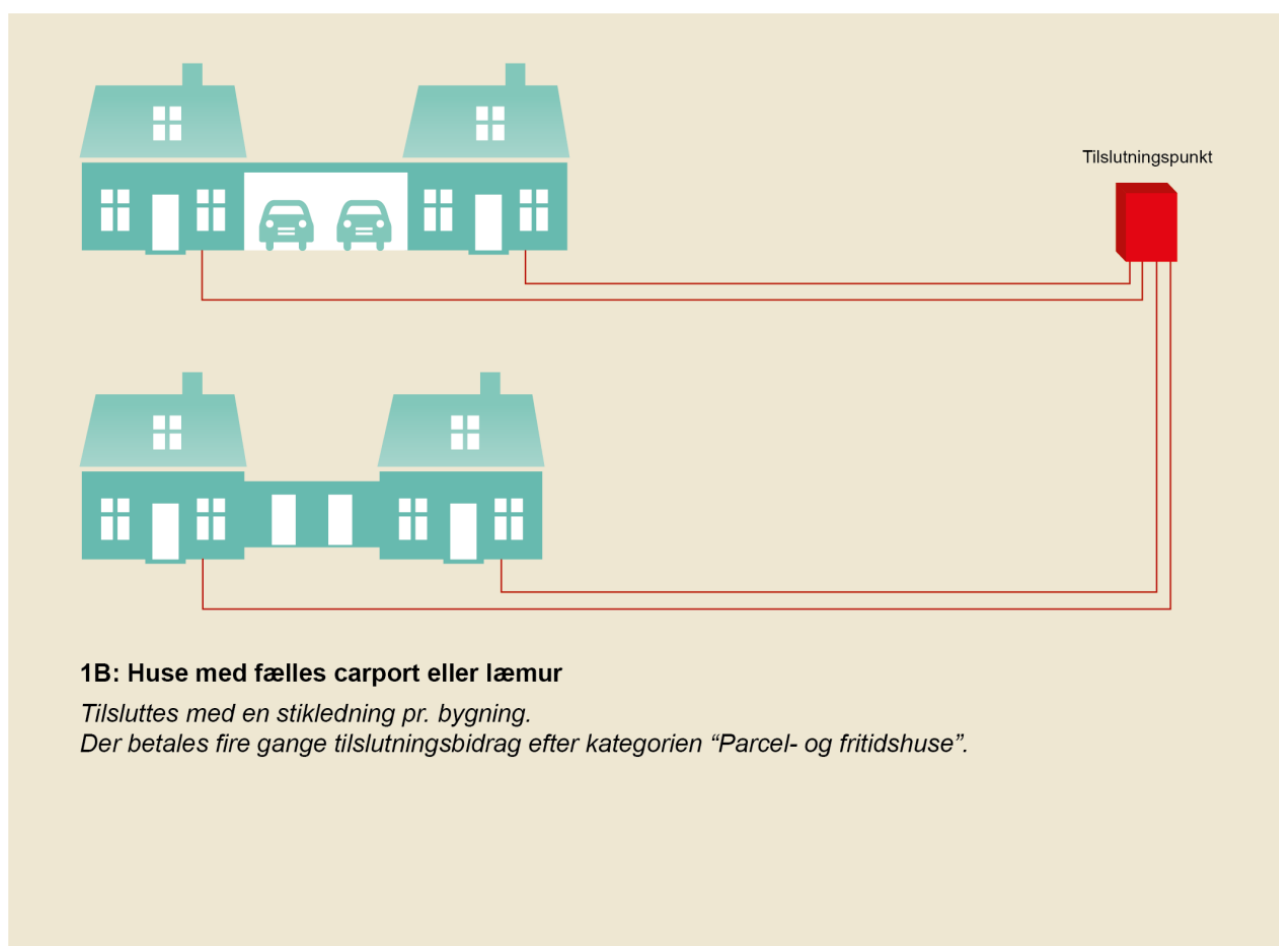 Tilslutningspunkt
1B: Huse med fælles carport eller læmur
Tilsluttes med en stikledning pr. bygning.
Der betales fire gange tilslutningsbidrag efter kategorien “Parcel- og fritidshuse”.